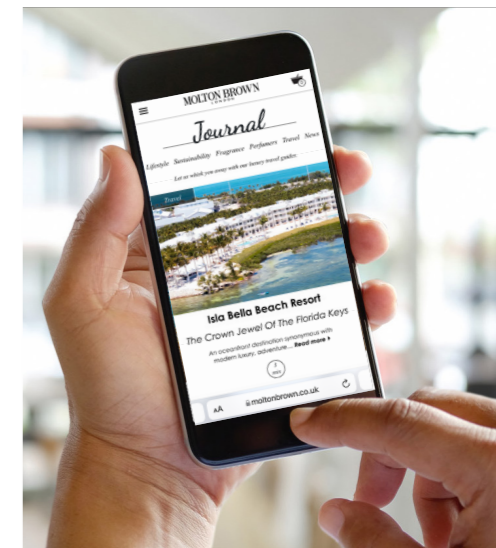 MOLTON BROWN
LONDON
Journal
Lifestyle Sustainability Fragrance Perfumers Travel News
Let us whisk you away with our luxury travel guides
Travel
Isla Bella Beach Resort
The Crown Jewel Of The Florida Keys
An oceanfront destination synonymous with
modern luxury, adventure... Read more
AA moltonbrown.co.uk